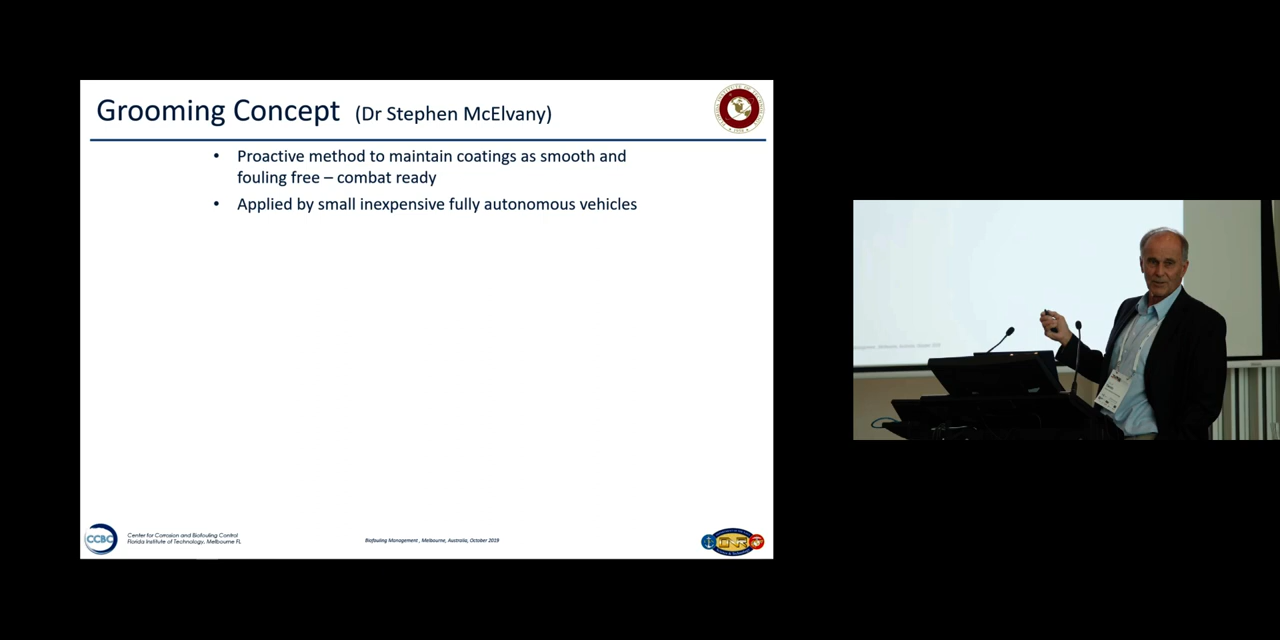 Grooming Concept (Dr Stephen McElvany)
• Proactive method to maintain coatings as smooth and
fouling free – combat ready
• Applied by small inexpensive fully autonomous vehicles
CCBC
Center for Corrosion and Biofouling Control
Florida Institute of Technology, Melbourne FL
Biofouling Management , Melbourne, Australia, October 2019